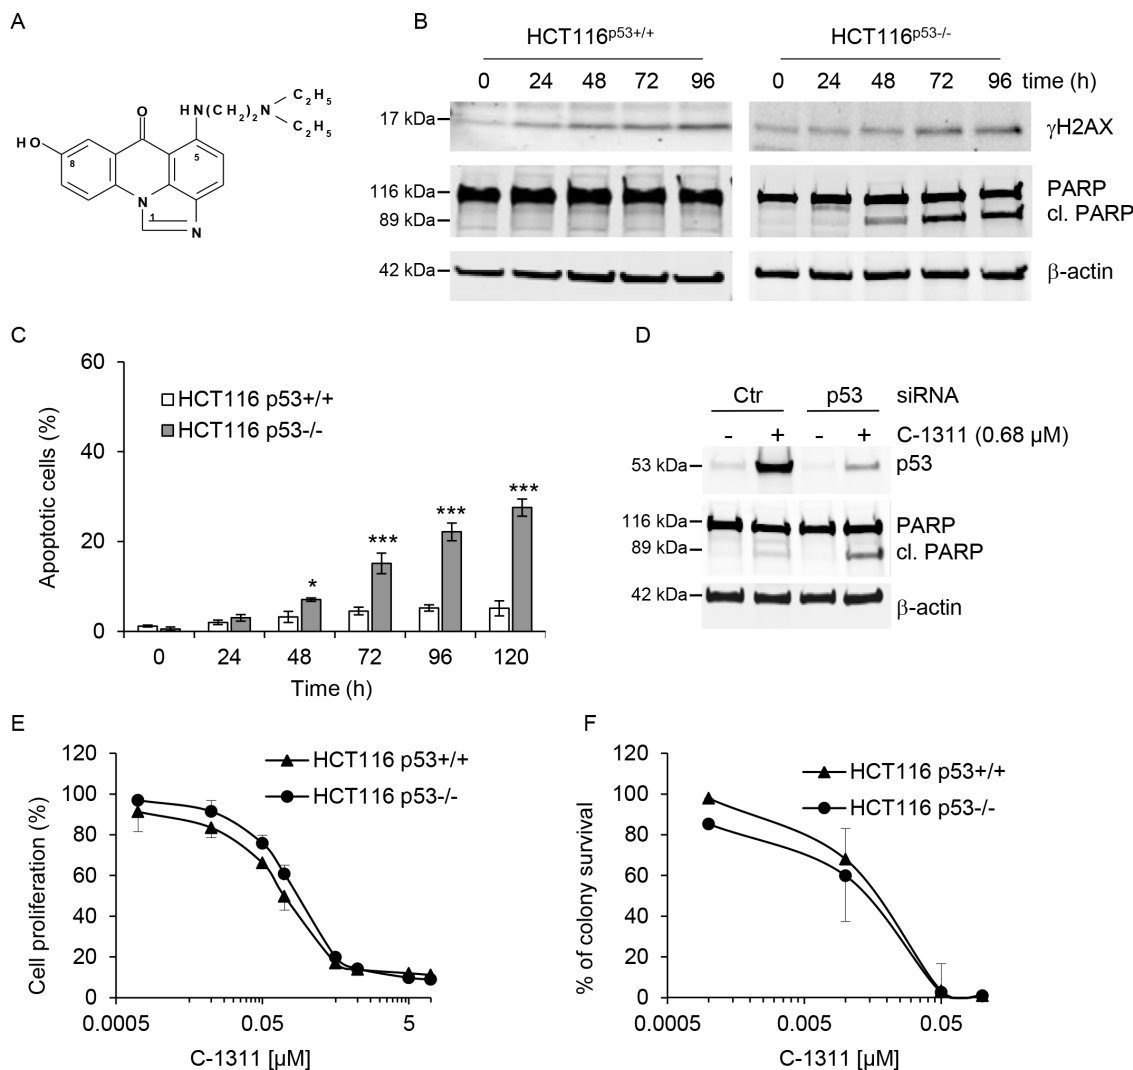 A
HN(CH₂)₂N
C₂H₅
C₂H₅
O
HO
8
5
N
1
N
B
HCT116p53+/+
HCT116p53-/-
0 24 48 72 96
0 24 48 72 96 time (h)
17 kDa
γH2AX
116 kDa
PARP
89 kDa
cl. PARP
42 kDa
β-actin
C
60
40
20
0
Apoptotic cells (%)
HCT116 p53+/+
HCT116 p53-/-
*
***
***
***
0 24 48 72 96 120
Time (h)
D
Ctr p53 siRNA
- + - + C-1311 (0.68 μM)
53 kDa
p53
116 kDa
PARP
89 kDa
cl. PARP
42 kDa
β-actin
E
120
100
80
60
40
20
0
Cell proliferation (%)
HCT116 p53+/+
HCT116 p53-/-
0.0005 0.05 5
C-1311 [μM]
F
120
100
80
60
40
20
0
% of colony survival
HCT116 p53+/+
HCT116 p53-/-
0.0005 0.005 0.05
C-1311 [μM]